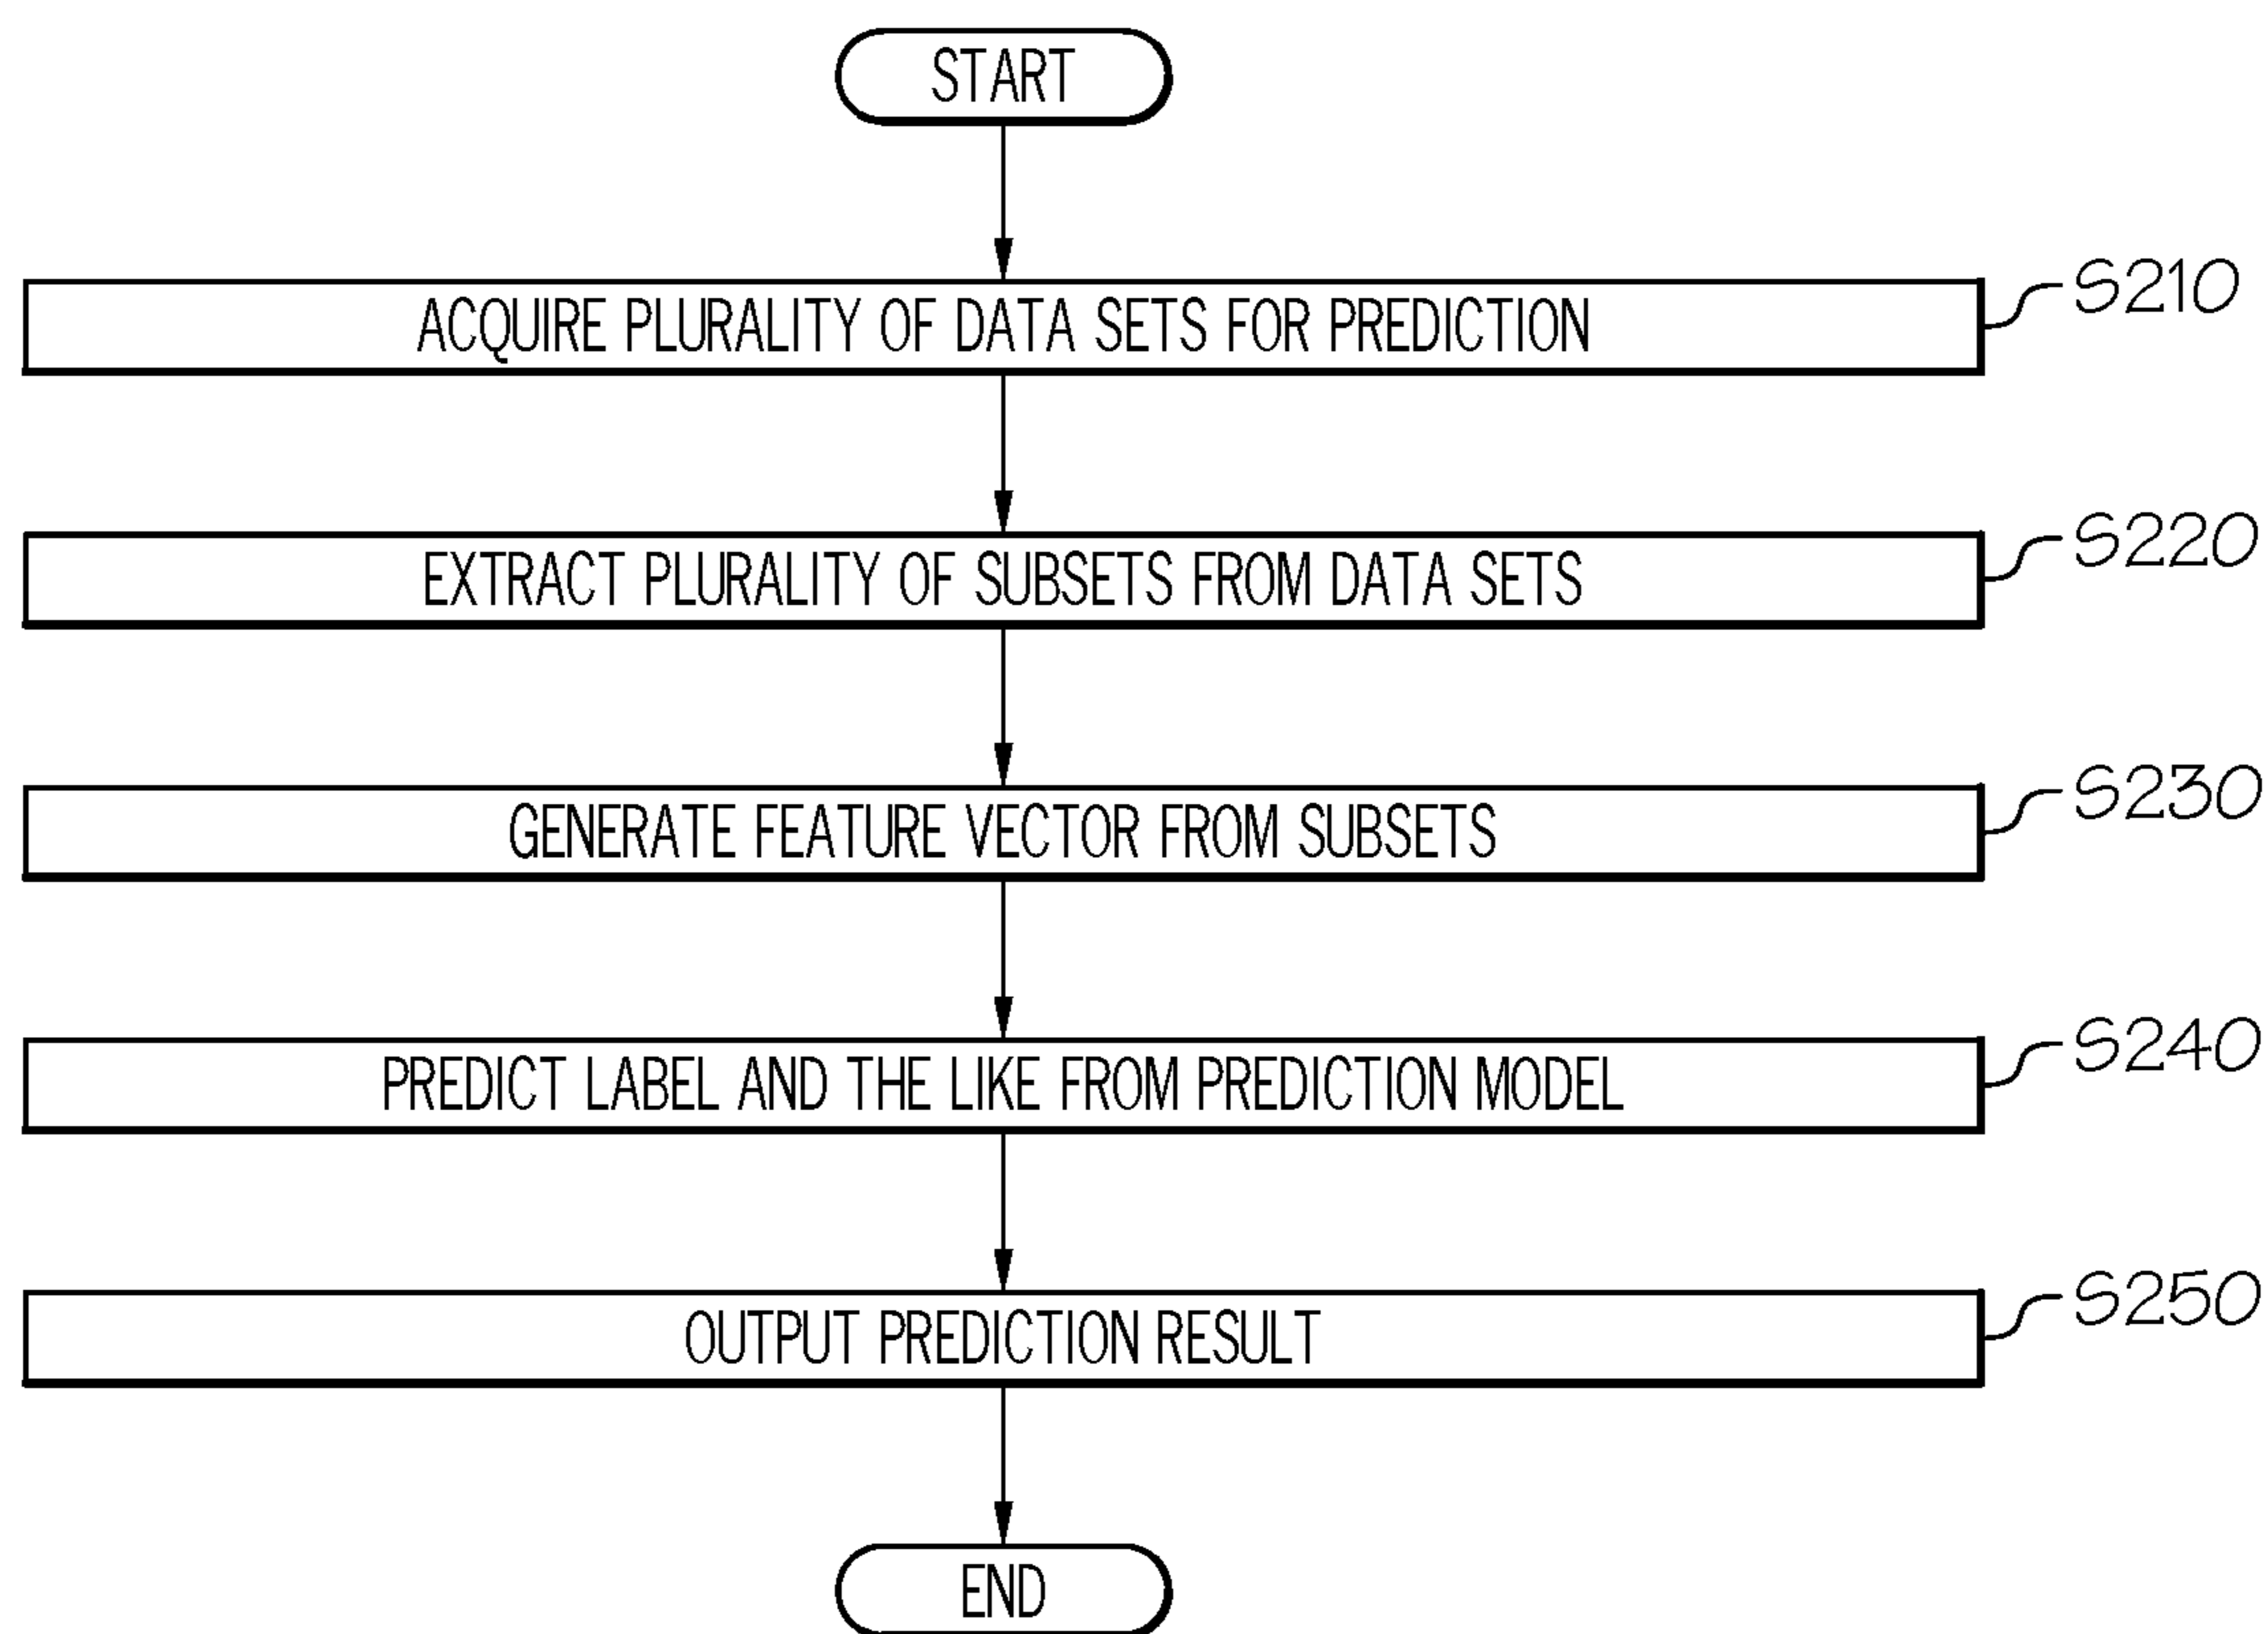 START
ACQUIRE PLURALITY OF DATA SETS FOR PREDICTION
S210
EXTRACT PLURALITY OF SUBSETS FROM DATA SETS
S220
GENERATE FEATURE VECTOR FROM SUBSETS
S230
PREDICT LABEL AND THE LIKE FROM PREDICTION MODEL
S240
OUTPUT PREDICTION RESULT
S250
END